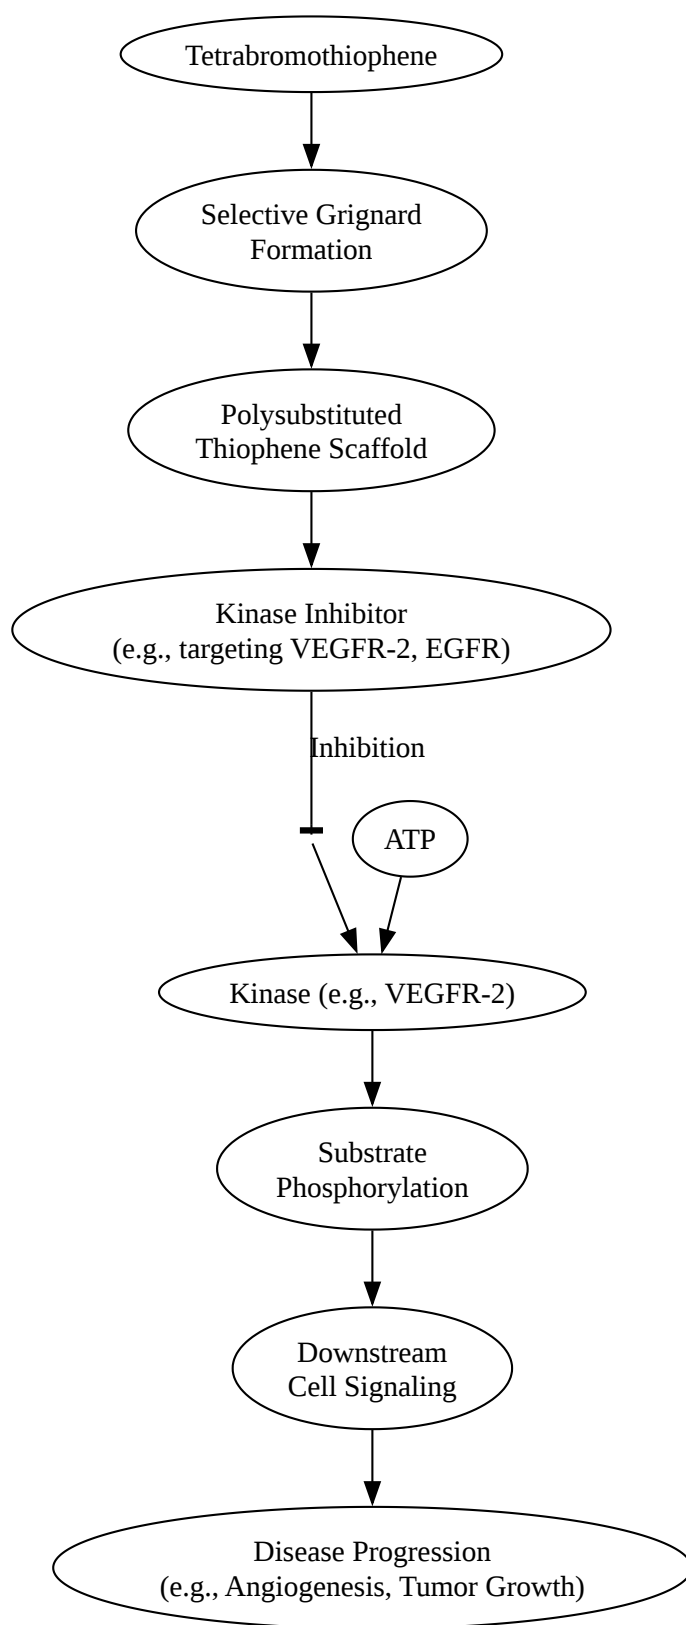 Tetrabromothiophene
Selective Grignard
Formation
Polysubstituted
Thiophene Scaffold
Kinase Inhibitor
(e.g., targeting VEGFR-2, EGFR)
Inhibition
ATP
Kinase (e.g., VEGFR-2)
Substrate
Phosphorylation
Downstream
Cell Signaling
Disease Progression
(e.g., Angiogenesis, Tumor Growth)